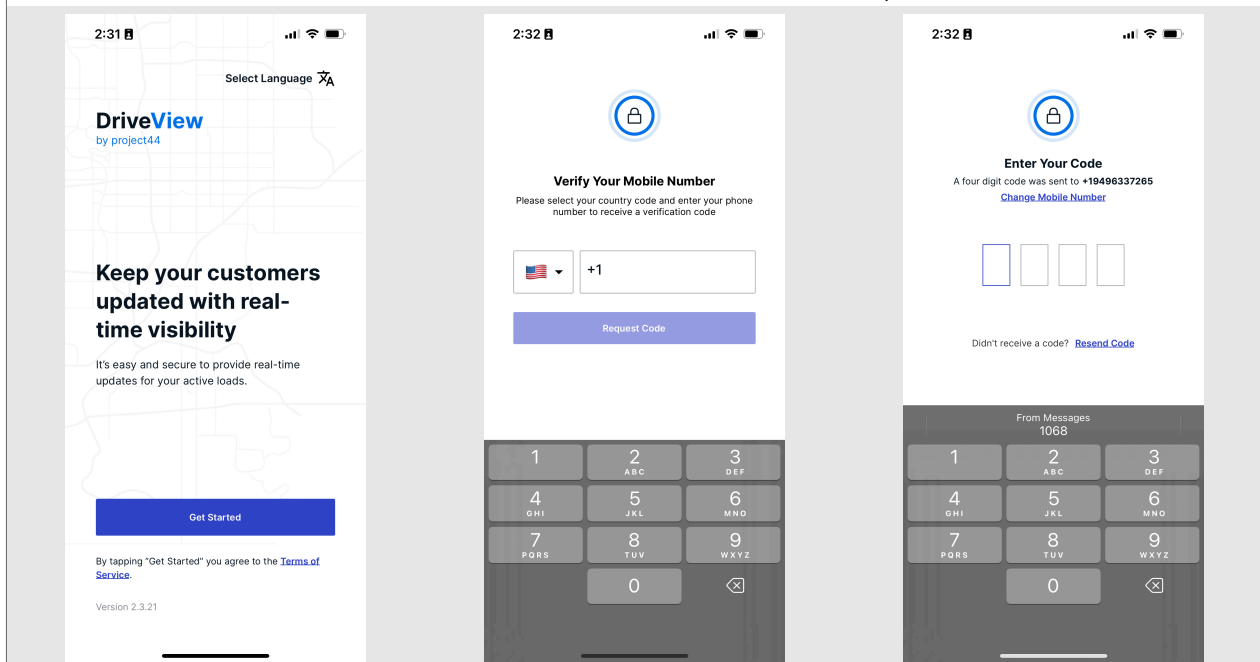 2:31
Select Language
DriveView
by project44
Keep your customers
updated with real-
time visibility
It's easy and secure to provide real-time
updates for your active loads.
Get Started
By tapping “Get Started” you agree to the Terms of
Service.
Version 2.3.21
2:32
Verify Your Mobile Number
Please select your country code and enter your phone
number to receive a verification code
+1
Request Code
1
2
ABC
3
DEF
4
GHI
5
JKL
6
MNO
7
PQRS
8
TUV
9
WXYZ
0
2:32
Enter Your Code
A four digit code was sent to +19496337265
Change Mobile Number
Didn't receive a code? Resend Code
From Messages
1068
1
2
ABC
3
DEF
4
GHI
5
JKL
6
MNO
7
PQRS
8
TUV
9
WXYZ
0